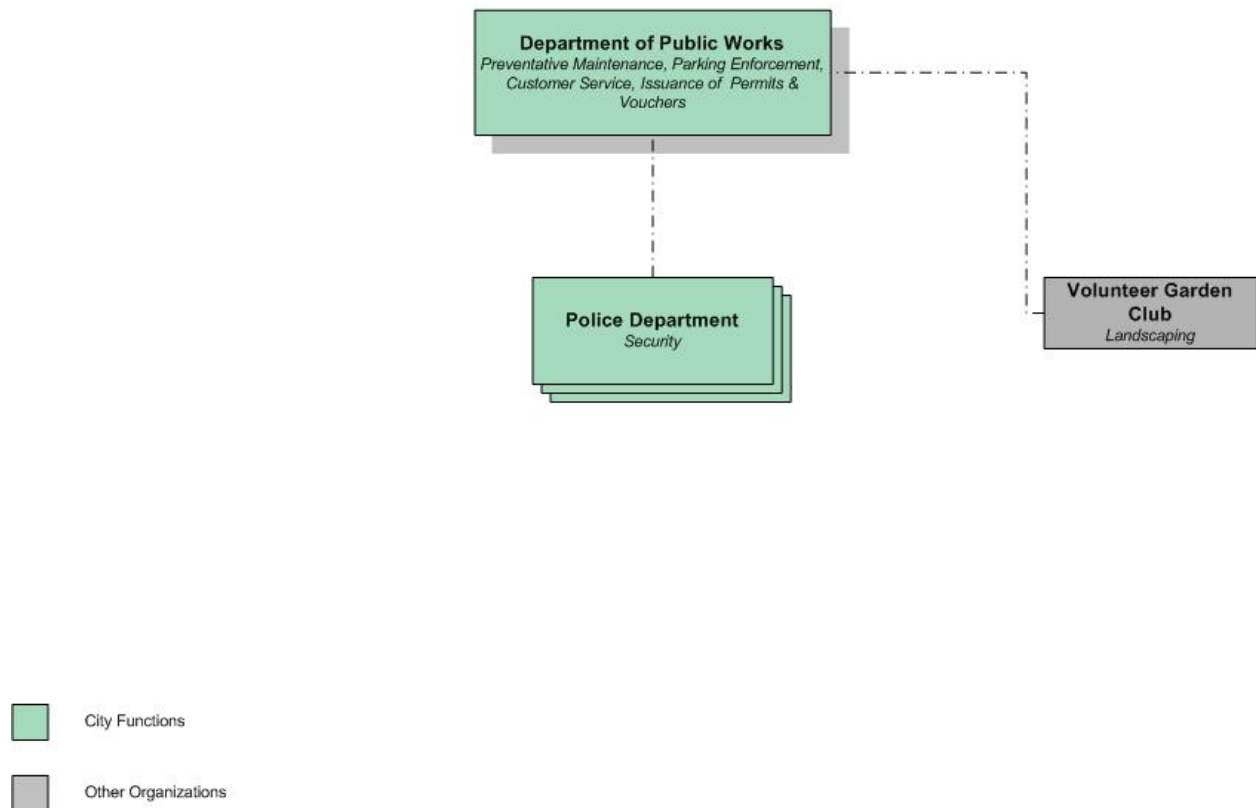 Department of Public Works
Preventative Maintenance, Parking Enforcement,
Customer Service, Issuance of Permits &
Vouchers
Police Department
Security
Volunteer Garden
Club
Landscaping
City Functions
Other Organizations